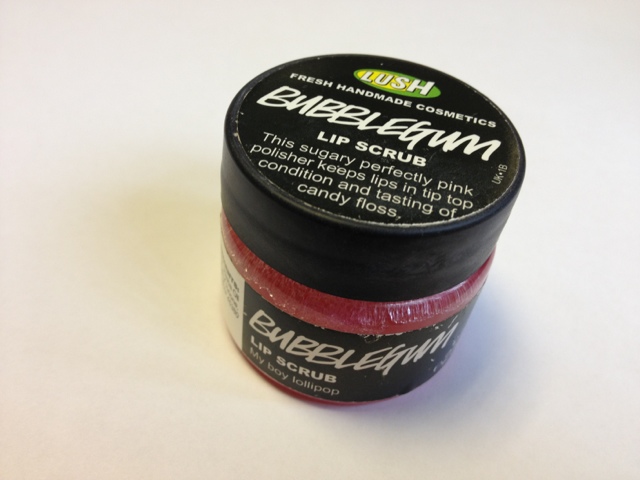 LUSH
FRESH HANDMADE COSMETICS
BUBBLEGUM
LIP SCRUB
This sugary perfectly pink
polisher keeps lips in tip top
condition and tasting of
candy floss.
UK•1B
BUBBLEGUM
LIP SCRUB
My boy lollipop